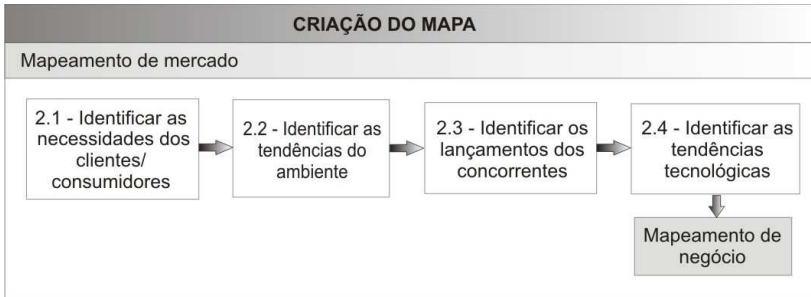 CRIAÇÃO DO MAPA
Mapeamento de mercado
2.1 - Identificar as
necessidades dos
clientes/
consumidores
2.2 - Identificar as
tendências do
ambiente
2.3 - Identificar os
lançamentos dos
concorrentes
2.4 - Identificar as
tendências
tecnológicas
Mapeamento de
negócio